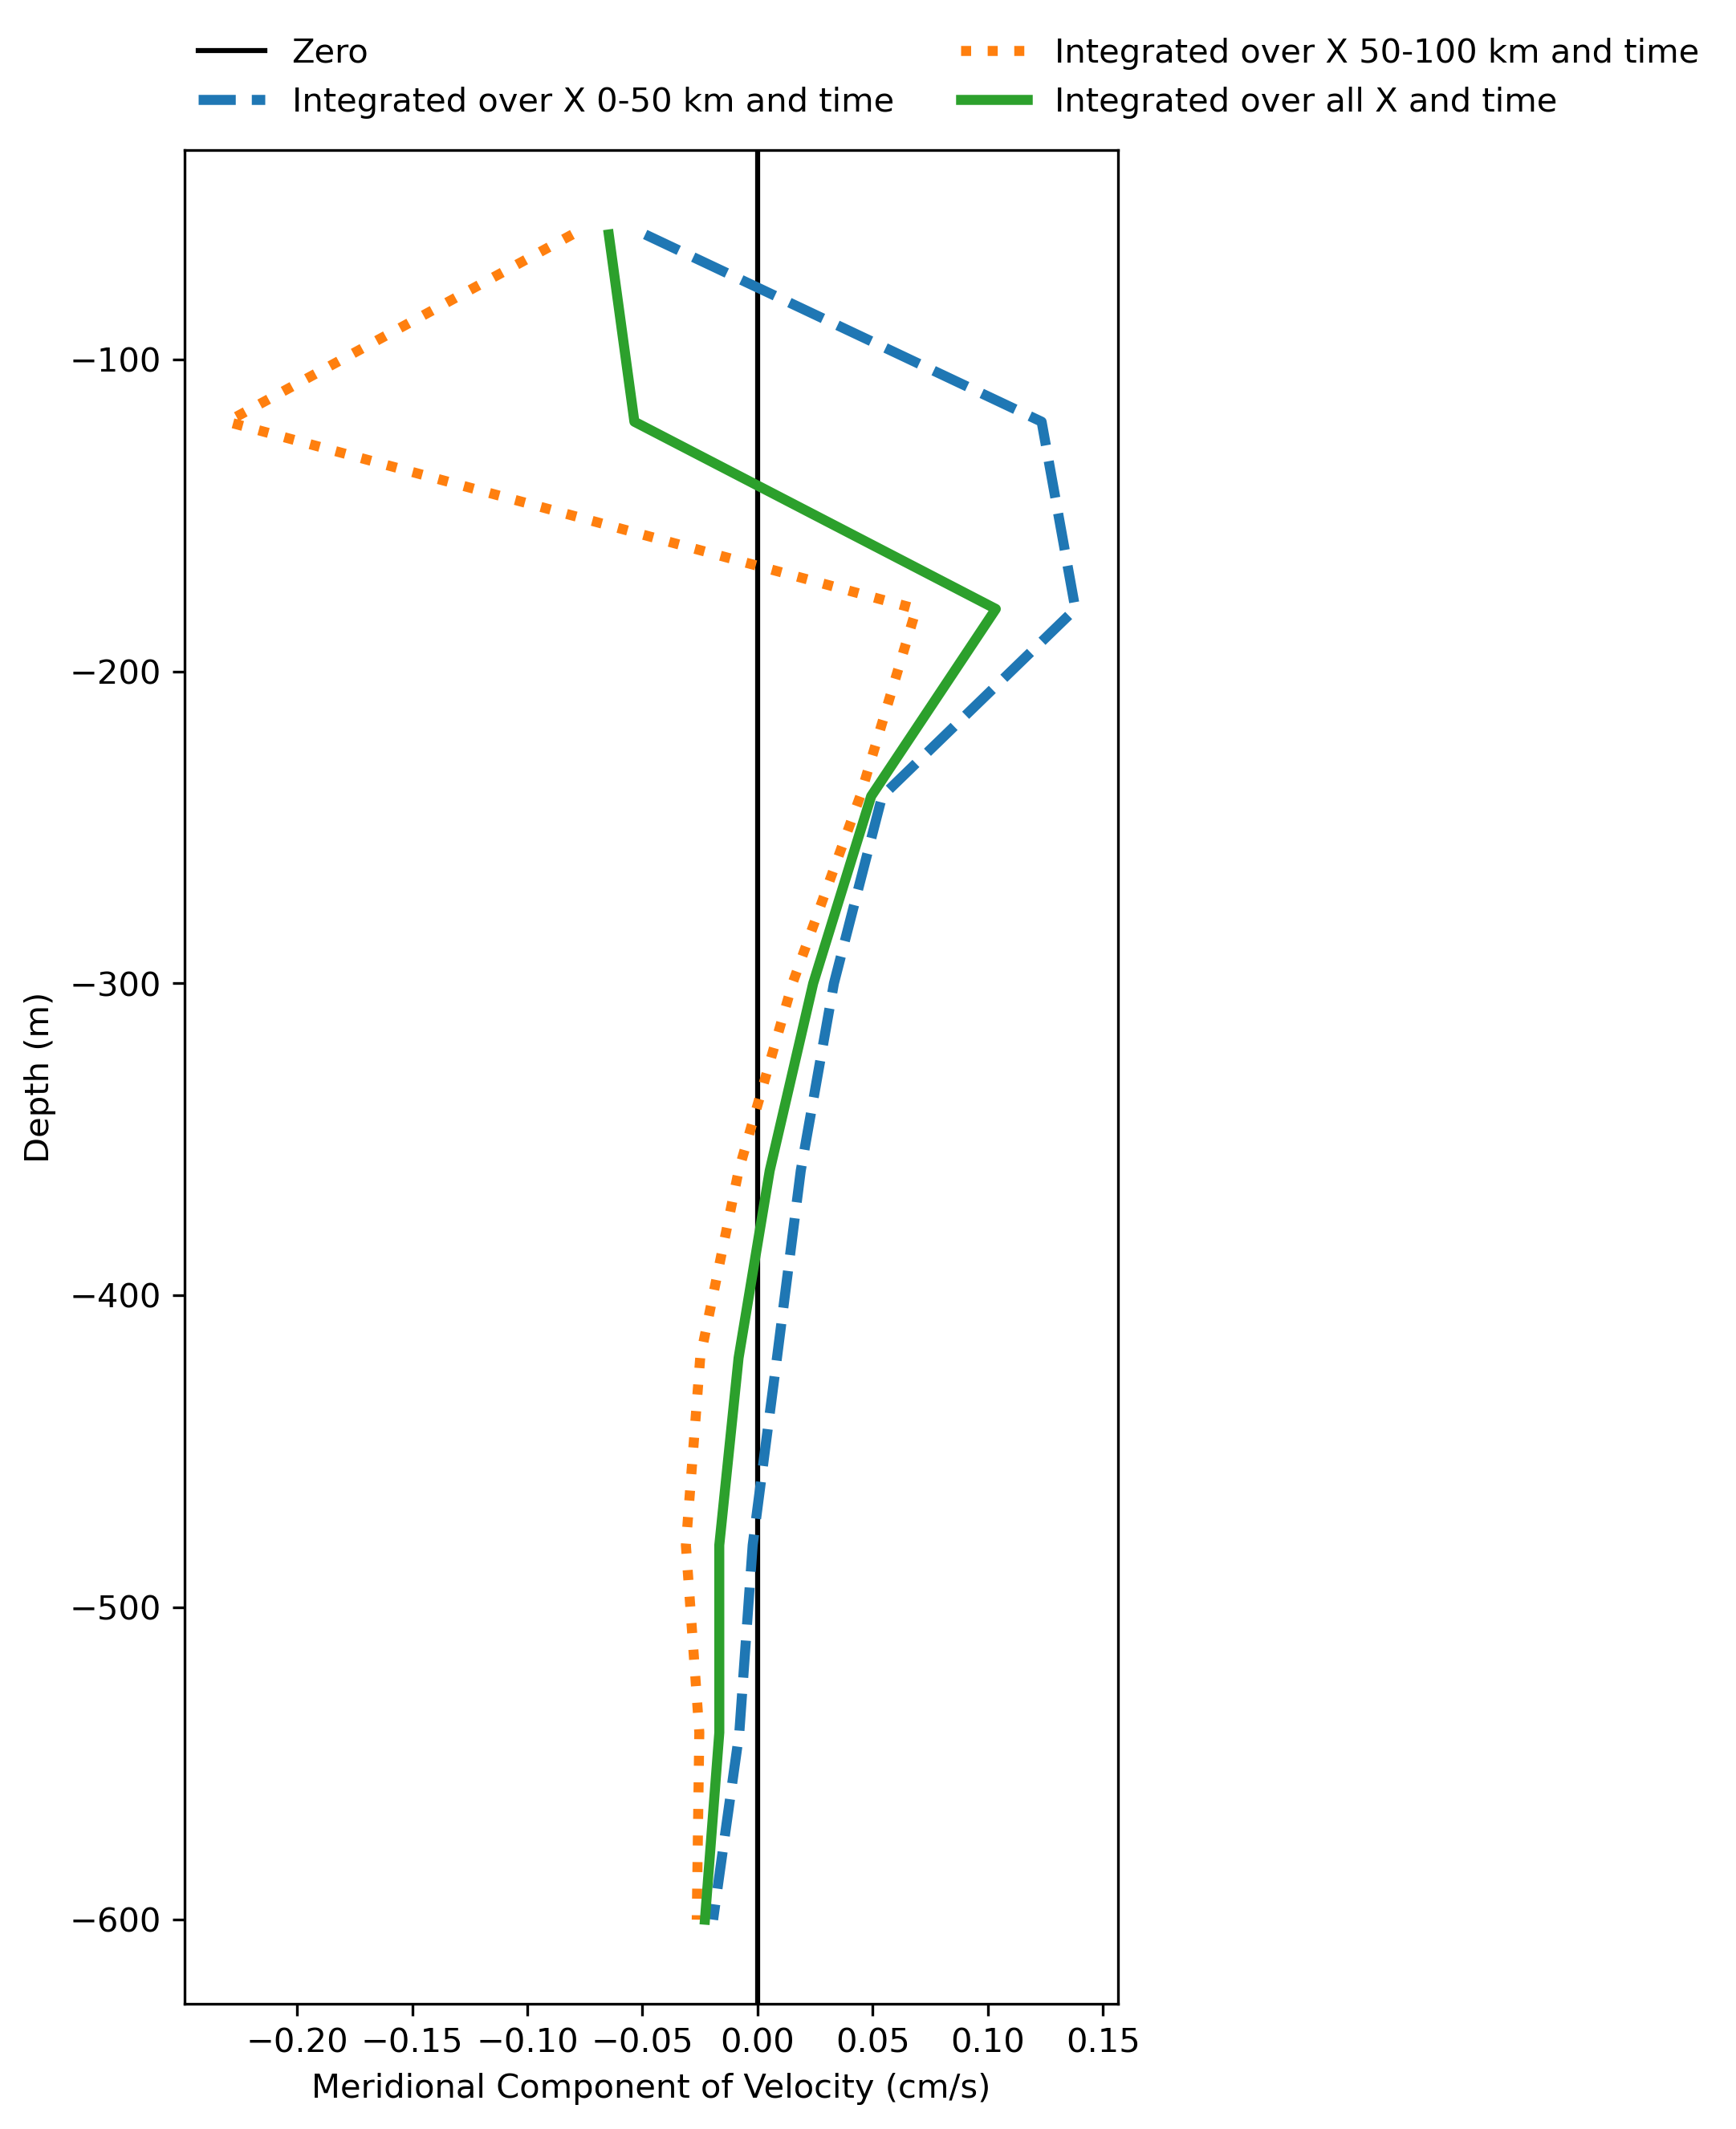 Zero
Integrated over X 0-50 km and time
Integrated over X 50-100 km and time
Integrated over all X and time
−100
−200
−300
−400
−500
−600
Depth (m)
−0.20 −0.15 −0.10 −0.05 0.00 0.05 0.10 0.15
Meridional Component of Velocity (cm/s)